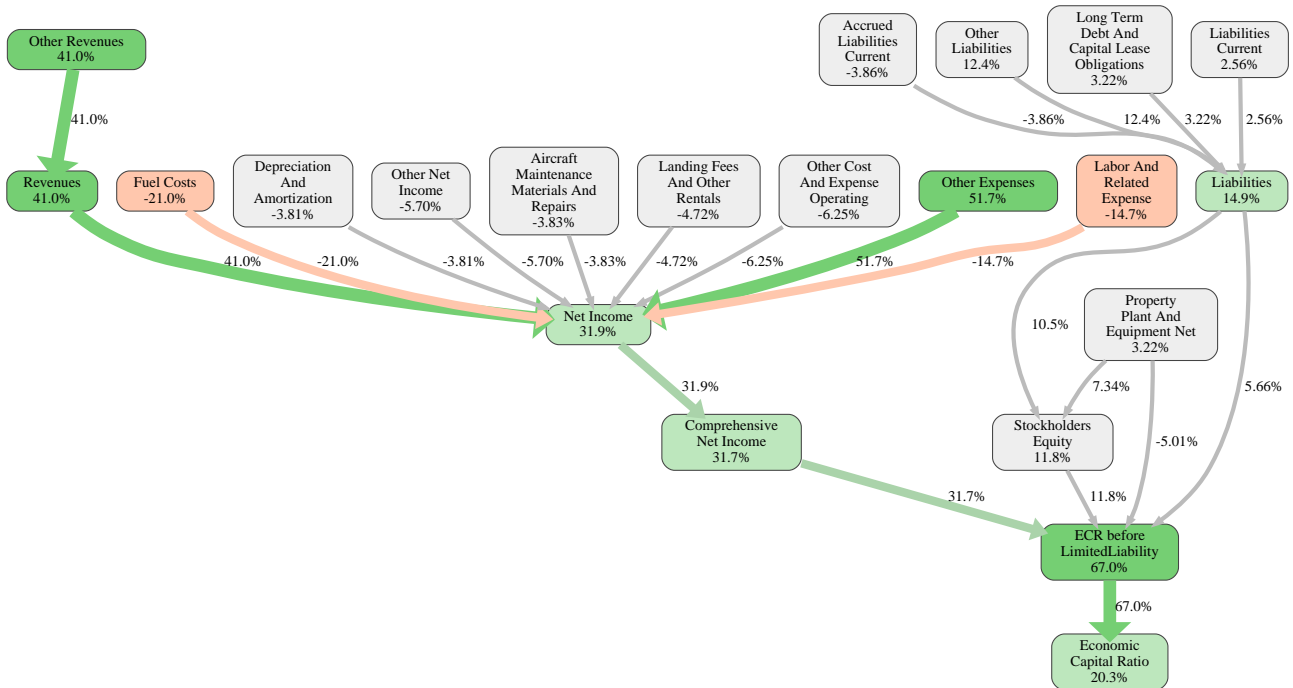 Other Revenues
41.0%
Accrued
Liabilities
Current
-3.86%
Other
Liabilities
12.4%
Long Term
Debt And
Capital Lease
Obligations
3.22%
Liabilities
Current
2.56%
41.0%
-3.86%
12.4%
3.22%
2.56%
Revenues
41.0%
Fuel Costs
-21.0%
Depreciation
And
Amortization
-3.81%
Other Net
Income
-5.70%
Aircraft
Maintenance
Materials And
Repairs
-3.83%
Landing Fees
And Other
Rentals
-4.72%
Other Cost
And Expense
Operating
-6.25%
Other Expenses
51.7%
Labor And
Related
Expense
-14.7%
Liabilities
14.9%
41.0%
-21.0%
-3.81%
-5.70%
-3.83%
-4.72%
-6.25%
51.7%
-14.7%
Net Income
31.9%
10.5%
Property
Plant And
Equipment Net
3.22%
31.9%
7.34%
5.66%
Comprehensive
Net Income
31.7%
Stockholders
Equity
11.8%
-5.01%
31.7%
11.8%
ECR before
LimitedLiability
67.0%
67.0%
Economic
Capital Ratio
20.3%